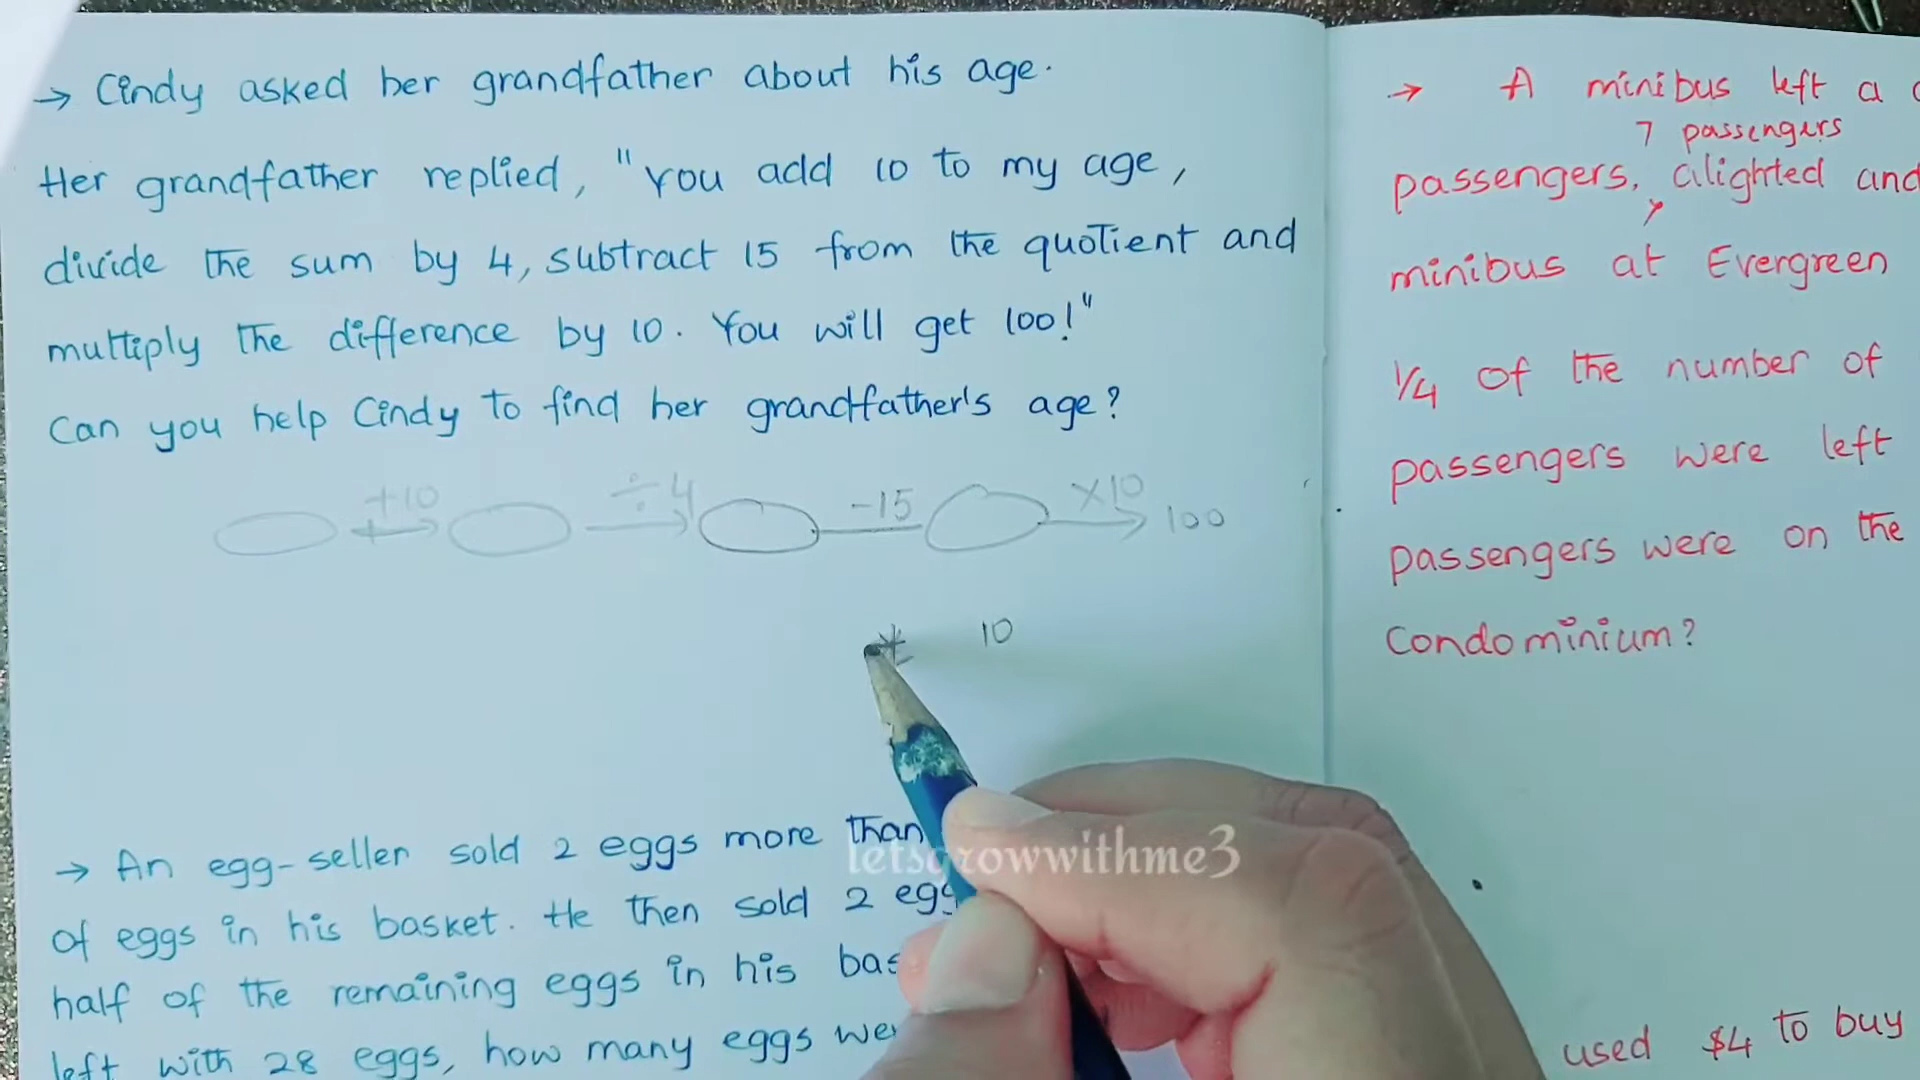 → Cindy asked her grandfather about his age.
Her grandfather replied, "You add 10 to my age,
divide the sum by 4, subtract 15 from the quotient and
multiply the difference by 10. You will get 100!"
Can you help Cindy to find her grandfather's age?
+10 ÷4 -15 ×10 100
10
→ An egg-seller sold 2 eggs more than
of eggs in his basket. He then sold 2
half of the remaining eggs in his
left with 28 eggs, how many eggs
→ A minibus left a
7 passengers
passengers, alighted and
minibus at Evergreen
1/4 of the number of
passengers were left
passengers were on the
Condominium?
used $4 to buy
letsgrowwithme3